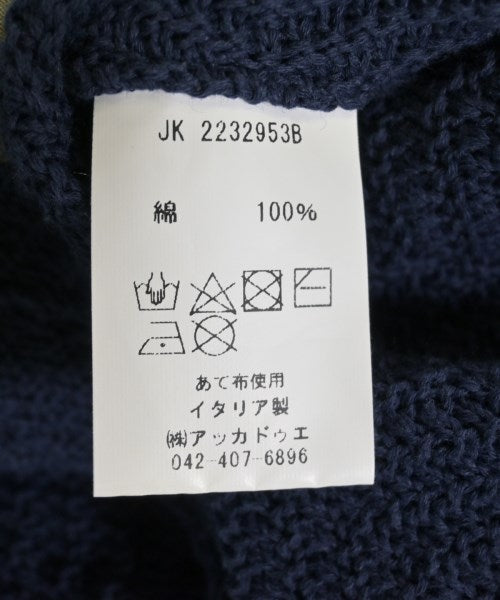 JK 2232953B
綿 100%
あて布使用
イタリア製
㈱アッカドゥエ
042-407-6896